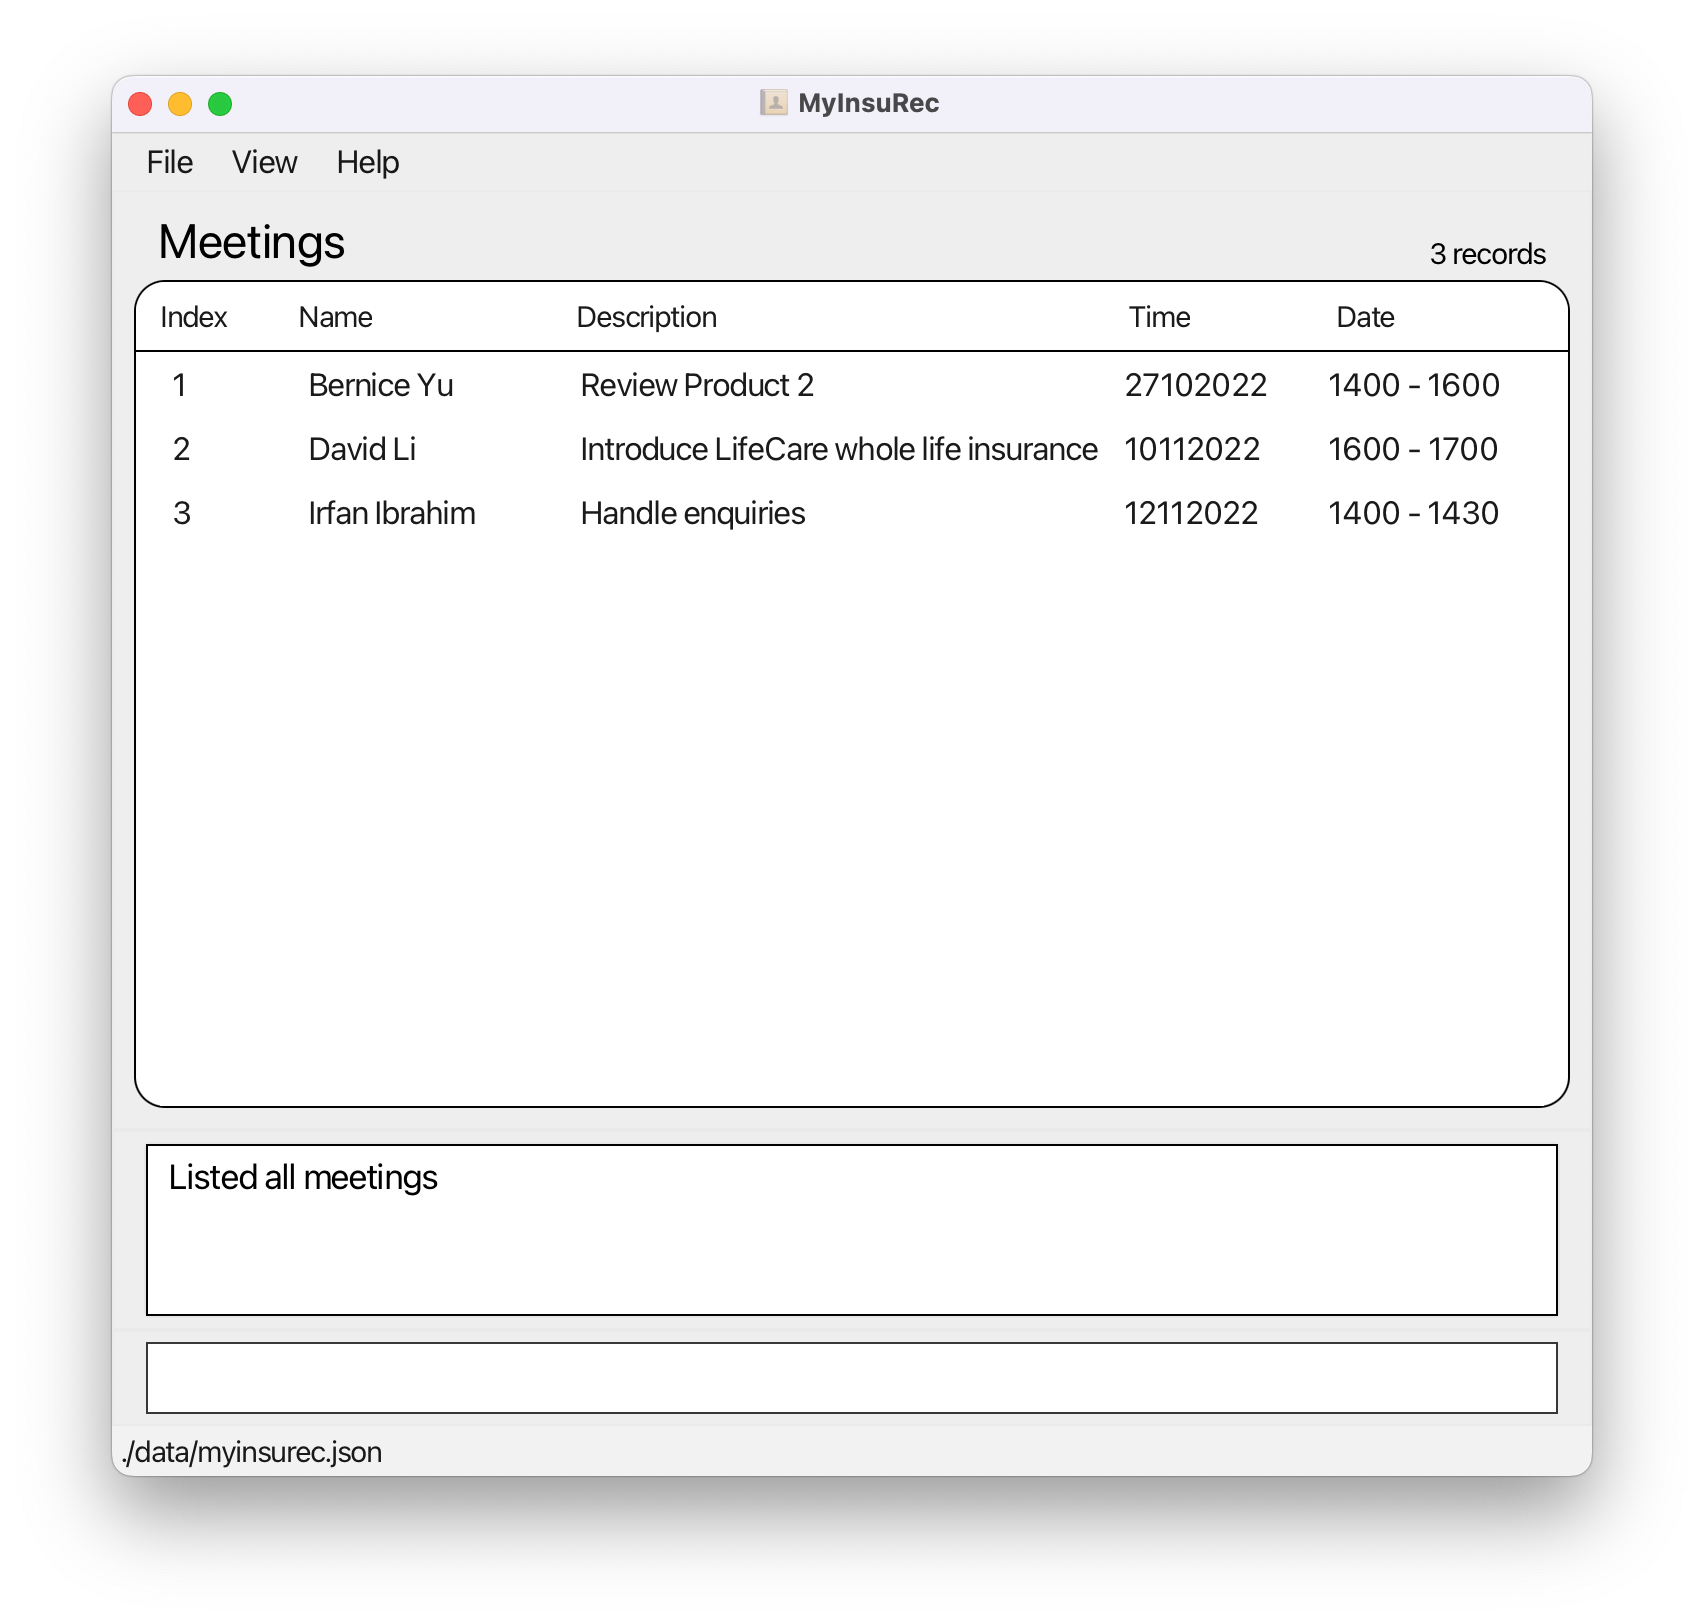 MyInsuRec
File View Help
Meetings
3 records
Index Name Description Time Date
1 Bernice Yu Review Product 2 27102022 1400 - 1600
2 David Li Introduce LifeCare whole life insurance 10112022 1600 - 1700
3 Irfan Ibrahim Handle enquiries 12112022 1400 - 1430
Listed all meetings
./data/myinsurec.json